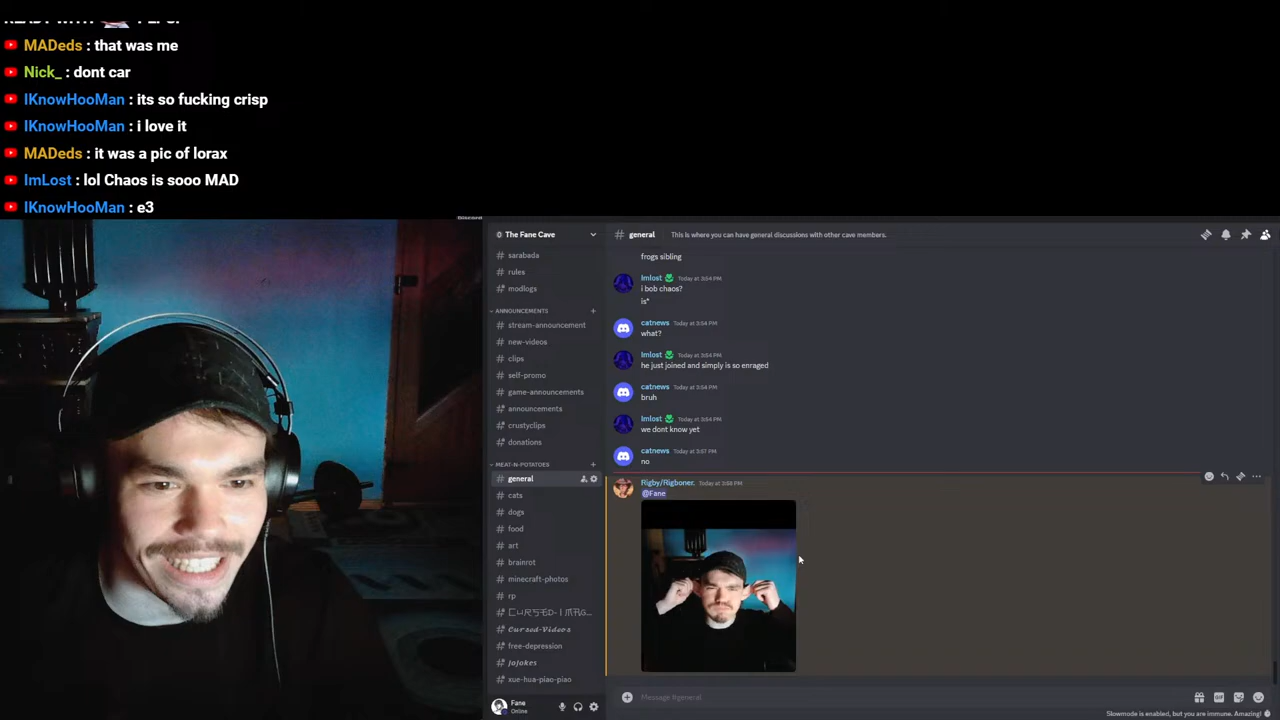 MADeds : that was me
Nick_ : dont car
IKnowHooMan : its so fucking crisp
IKnowHooMan : i love it
MADeds : it was a pic of lorax
ImLost : lol Chaos is sooo MAD
IKnowHooMan : e3
Discord
The Fane Cave
sarabada
rules
modlogs
ANNOUNCEMENTS
stream-announcement
new-videos
clips
self-promo
game-announcements
announcements
crustyclips
donations
MEAT-N-POTATOES
general
cats
dogs
food
art
brainrot
minecraft-photos
rp
Cursed-Videos
free-depression
jojokes
xue-hua-piao-piao
Fane
Online
general This is where you can have general discussions with other cave members.
frogs sibling
Imlost Today at 3:54 PM
i bob chaos?
is*
catnews Today at 3:54 PM
what?
Imlost Today at 3:54 PM
he just joined and simply is so enraged
catnews Today at 3:54 PM
bruh
Imlost Today at 3:54 PM
we dont know yet
catnews Today at 3:57 PM
no
Rigby/Rigboner. Today at 3:58 PM
@Fane
Message #general
GIF
Slowmode is enabled, but you are immune. Amazing!